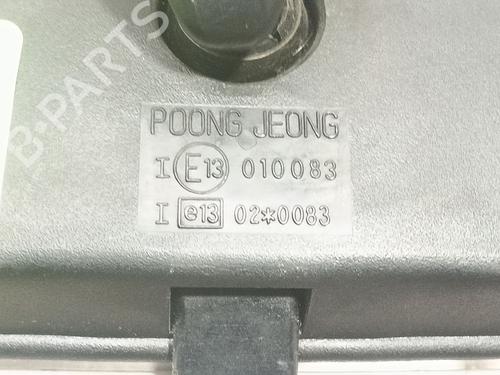 B-PARTS
POONG JEONG
I E13 010083
I e13 02*0083